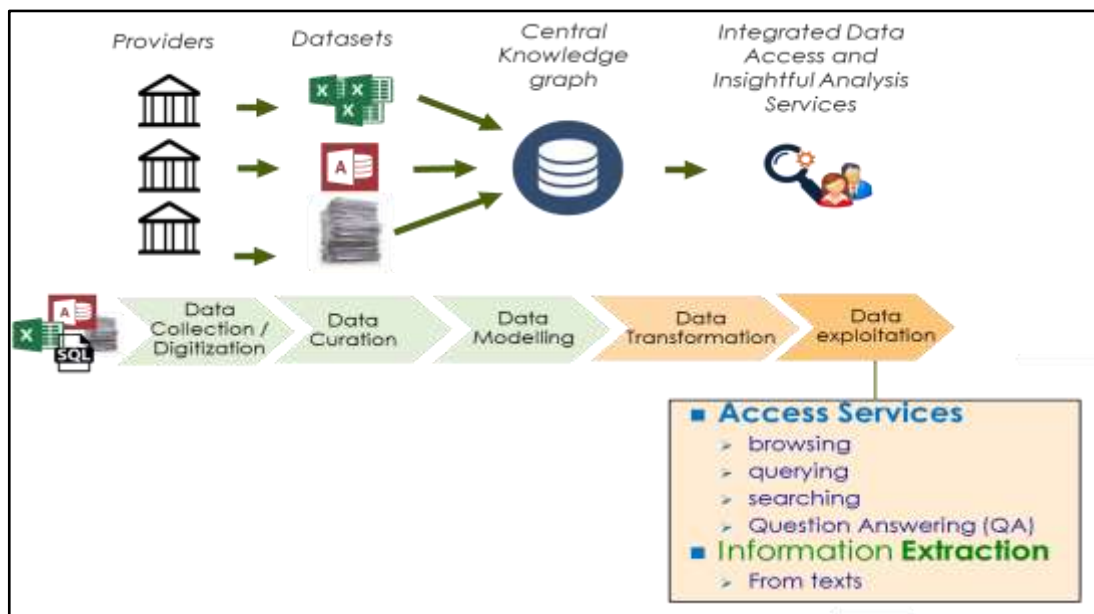 Providers
Datasets
Central
Knowledge
graph
Integrated Data
Access and
Insightful Analysis
Services
X
X
X
A
A
X
SQL
Data
Collection /
Digitization
Data
Curation
Data
Modelling
Data
Transformation
Data
exploitation
Access Services
browsing
querying
searching
Question Answering (QA)
Information Extraction
From texts